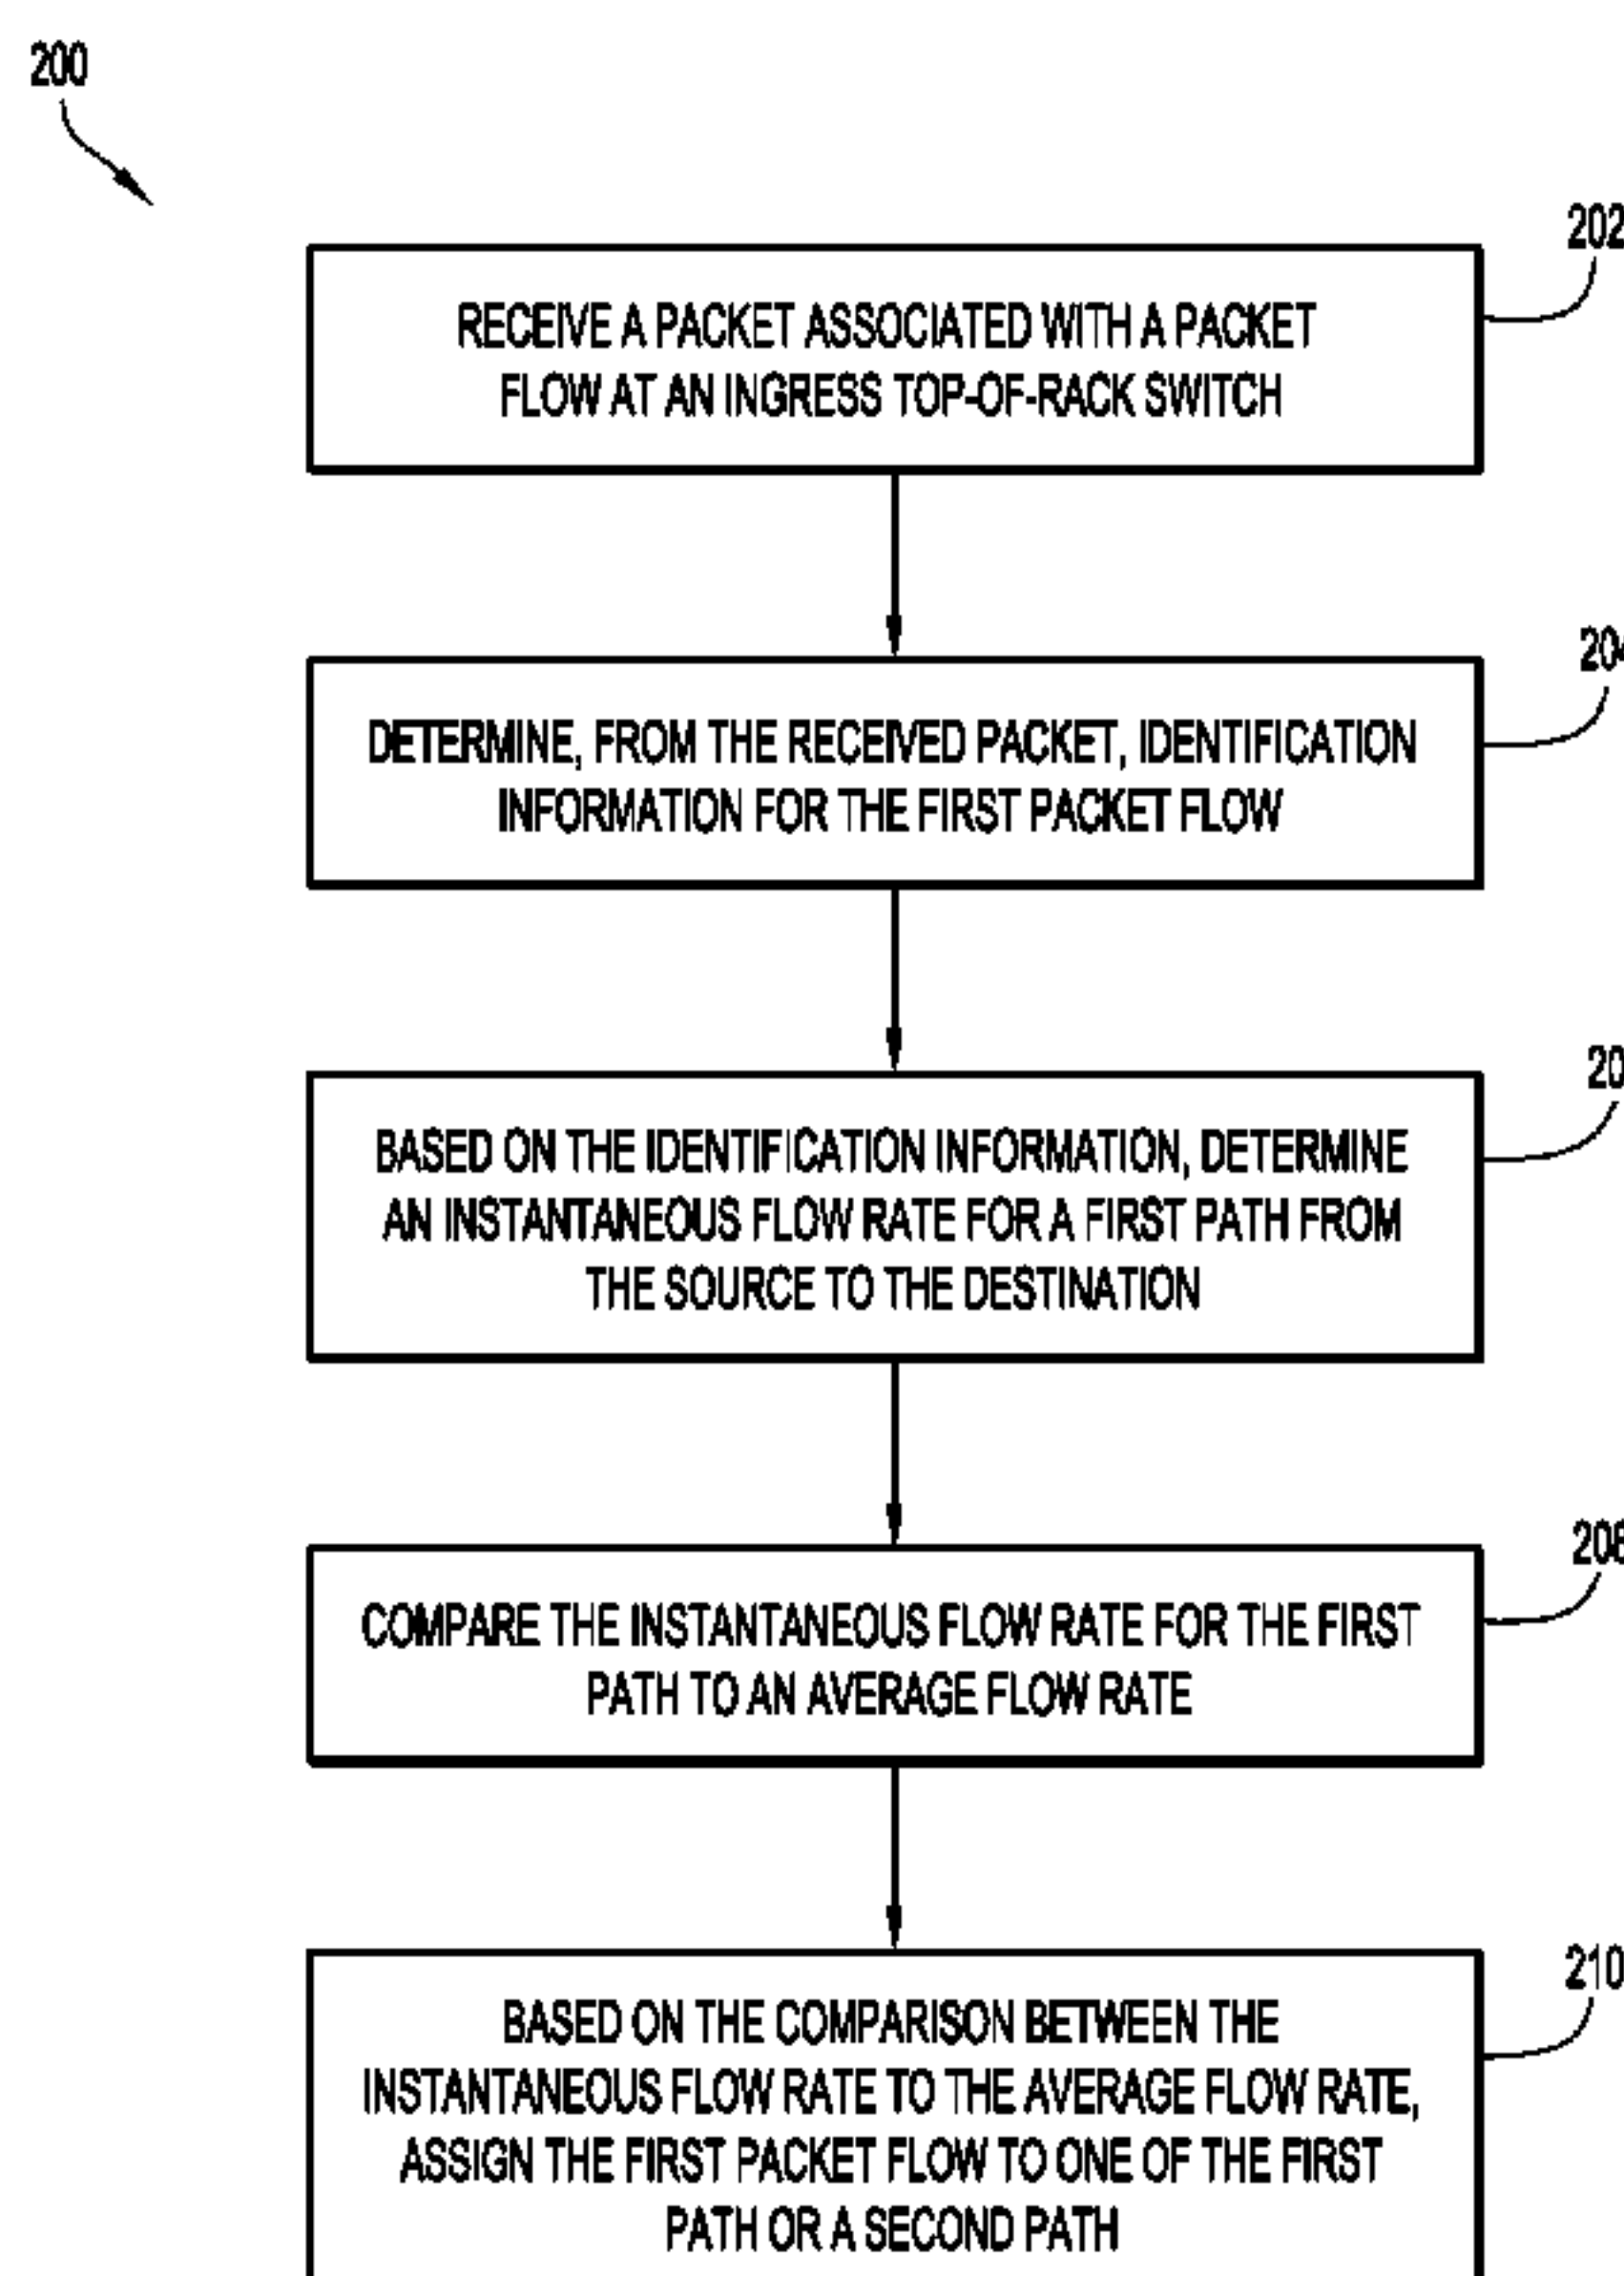 200
202
RECEIVE A PACKET ASSOCIATED WITH A PACKET
FLOW AT AN INGRESS TOP-OF-RACK SWITCH
204
DETERMINE, FROM THE RECEIVED PACKET, IDENTIFICATION
INFORMATION FOR THE FIRST PACKET FLOW
BASED ON THE IDENTIFICATION INFORMATION, DETERMINE
AN INSTANTANEOUS FLOW RATE FOR A FIRST PATH FROM
THE SOURCE TO THE DESTINATION
208
COMPARE THE INSTANTANEOUS FLOW RATE FOR THE FIRST
PATH TO AN AVERAGE FLOW RATE
210
BASED ON THE COMPARISON BETWEEN THE
INSTANTANEOUS FLOW RATE TO THE AVERAGE FLOW RATE,
ASSIGN THE FIRST PACKET FLOW TO ONE OF THE FIRST
PATH OR A SECOND PATH